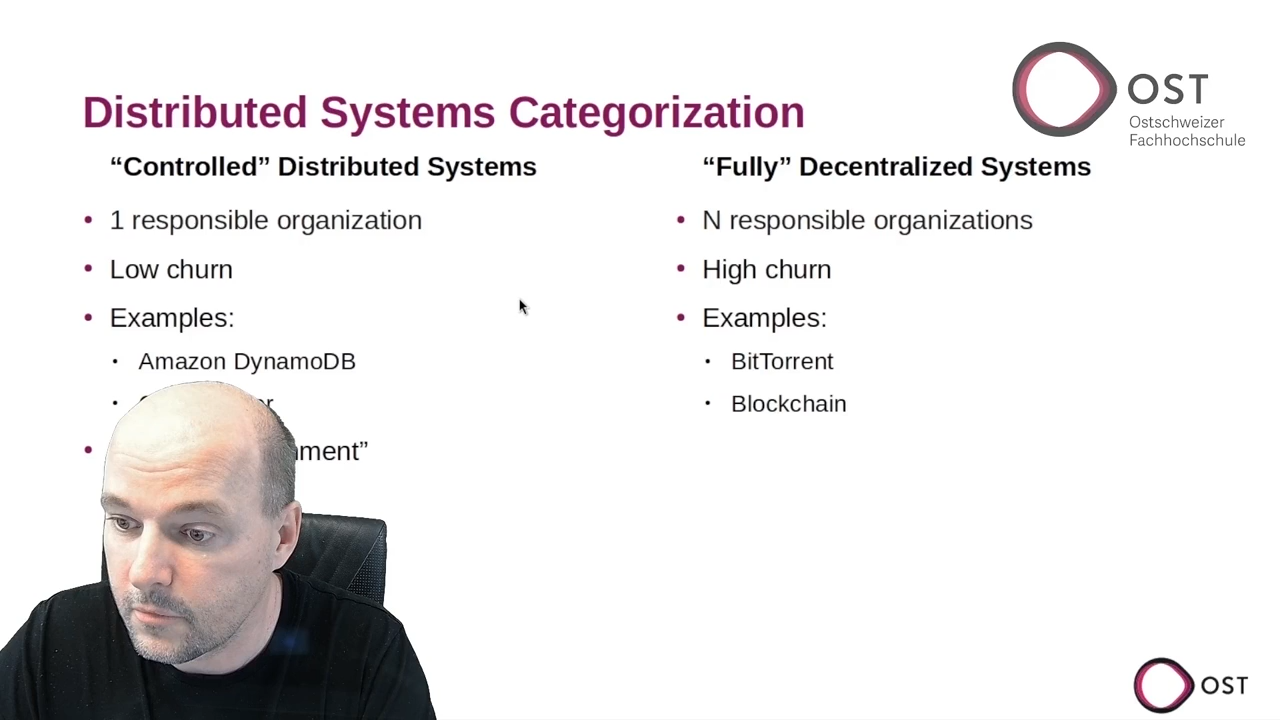 OST
Ostschweizer
Fachhochschule
Distributed Systems Categorization
“Controlled” Distributed Systems
• 1 responsible organization
• Low churn
• Examples:
• Amazon DynamoDB
“Fully” Decentralized Systems
• N responsible organizations
• High churn
• Examples:
• BitTorrent
• Blockchain
OST